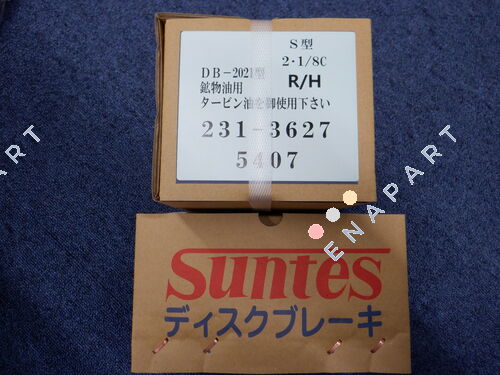 S型
2・1/8C
DB-2021型
R/H
鉱物油用
タービン油を御使用下さい
231-3627
5407
Suntes
ディスクブレーキ
ENAPART
ENAPART